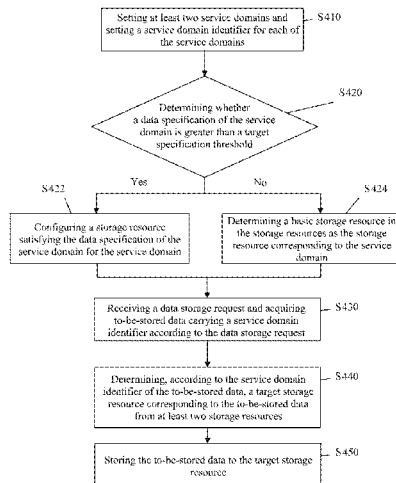 Setting at least two service domains and
setting a service domain identifier for each of
the service domains
S410
Determining whether
a data specification of the service
domain is greater than a target
specification threshold
S420
Yes
No
S422
S424
Configuring a storage resource
satisfying the data specification of the
service domain for the service domain
Determining a basic storage resource in
the storage resources as the storage
resource corresponding to the service
domain
Receiving a data storage request and acquiring
to-be-stored data carrying a service domain
identifier according to the data storage request
S430
Determining, according to the service domain
identifier of the to-be-stored data, a target storage
resource corresponding to the to-be-stored data
from at least two storage resources
S440
Storing the to-be-stored data to the target storage
resource
S450